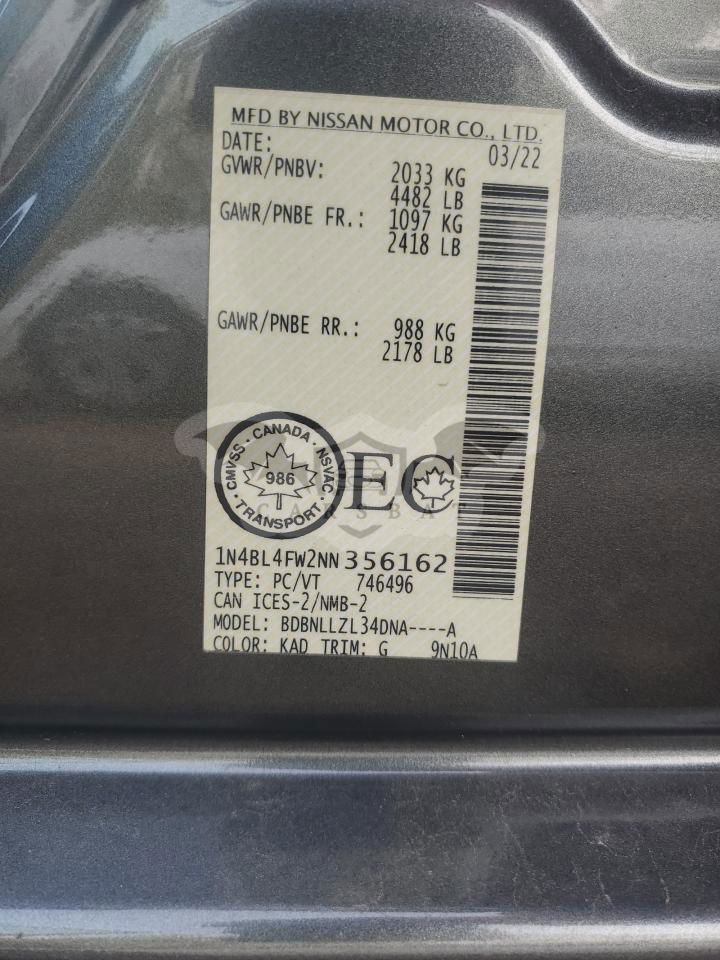 MFD BY NISSAN MOTOR CO., LTD.
DATE: 03/22
GVWR/PNBV: 2033 KG
4482 LB
GAWR/PNBE FR.: 1097 KG
2418 LB
GAWR/PNBE RR.: 988 KG
2178 LB
CANADA · NSVAC · TRANSPORT · CMVSS ·
986
EC
CARSBAT
1N4BL4FW2NN356162
TYPE: PC/VT 746496
CAN ICES-2/NMB-2
MODEL: BDBNLLZL34DNA----A
COLOR: KAD TRIM: G 9N10A